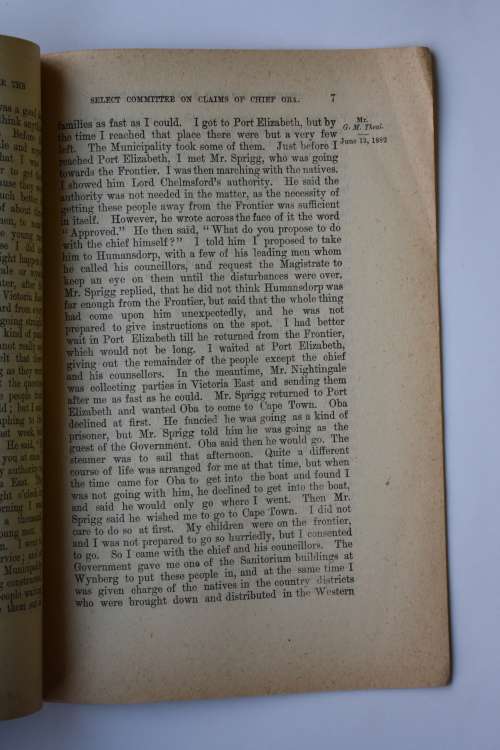 SELECT COMMITTEE ON CLAIMS OF CHIEF OBA. 7
Mr.
G. M. Theal.
June 13, 1882
families as fast as I could. I got to Port Elizabeth, but by
the time I reached that place there were but a very few
left. The Municipality took some of them. Just before I
reached Port Elizabeth, I met Mr. Sprigg, who was going
towards the Frontier. I was then marching with the natives.
I showed him Lord Chelmsford's authority. He said the
authority was not needed in the matter, as the necessity of
getting these people away from the Frontier was sufficient
in itself. However, he wrote across the face of it the word
"Approved." He then said, "What do you propose to do
with the chief himself?" I told him I proposed to take
him to Humansdorp, with a few of his leading men whom
he called his councillors, and request the Magistrate to
keep an eye on them until the disturbances were over.
Mr. Sprigg replied, that he did not think Humansdorp was
far enough from the Frontier, but said that the whole thing
had come upon him unexpectedly, and he was not
prepared to give instructions on the spot. I had better
wait in Port Elizabeth till he returned from the Frontier,
which would not be long. I waited at Port Elizabeth,
giving out the remainder of the people except the chief
and his counsellors. In the meantime, Mr. Nightingale
was collecting parties in Victoria East and sending them
after me as fast as he could. Mr. Sprigg returned to Port
Elizabeth and wanted Oba to come to Cape Town. Oba
declined at first. He fancied he was going as a kind of
prisoner, but Mr. Sprigg told him he was going as the
guest of the Government. Oba said then he would go. The
steamer was to sail that afternoon. Quite a different
course of life was arranged for me at that time, but when
the time came for Oba to get into the boat and found I
was not going with him, he declined to get into the boat,
and said he would only go where I went. Then Mr.
Sprigg said he wished me to go to Cape Town. I did not
care to do so at first. My children were on the frontier,
and I was not prepared to go so hurriedly, but I consented
to go. So I came with the chief and his councillors. The
Government gave me one of the Sanitorium buildings at
Wynberg to put these people in, and at the same time I
was given charge of the natives in the country districts
who were brought down and distributed in the Western